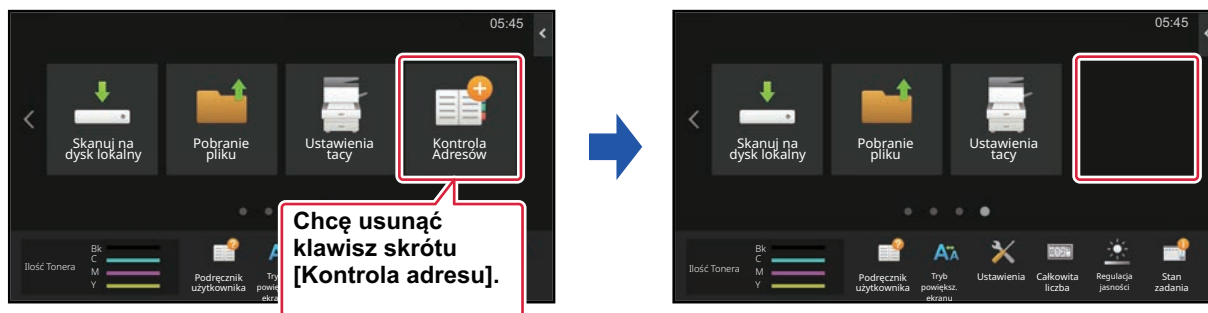 05:45
Skanuj na
dysk lokalny
Pobranie
pliku
Ustawienia
tacy
Kontrola
Adresów
Chcę usunąć
klawisz skrótu
[Kontrola adresu].
Ilość Tonera
Bk
C
M
Y
Podręcznik
użytkownika
05:45
Skanuj na
dysk lokalny
Pobranie
pliku
Ustawienia
tacy
Ilość Tonera
Bk
C
M
Y
Podręcznik
użytkownika
Tryb
powiększ.
ekranu
Ustawienia
Całkowita
liczba
Regulacja
jasności
Stan
zadania